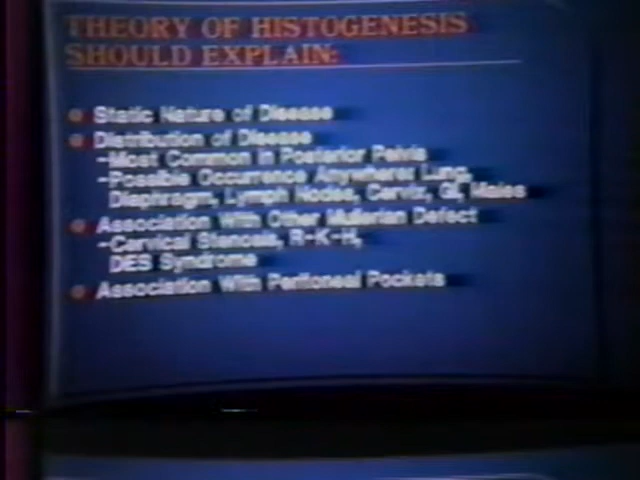 THEORY OF HISTOGENESIS
SHOULD EXPLAIN:
Static Nature of Disease
Distribution of Disease
-Most Common in Posterior Pelvis
-Possible Occurrence Anywhere: Lung,
Diaphragm, Lymph Nodes, Cervix, GI, Males
Association With Other Mullerian Defect
-Cervical Stenosis, R-K-H,
DES Syndrome
Association With Peritoneal Pockets